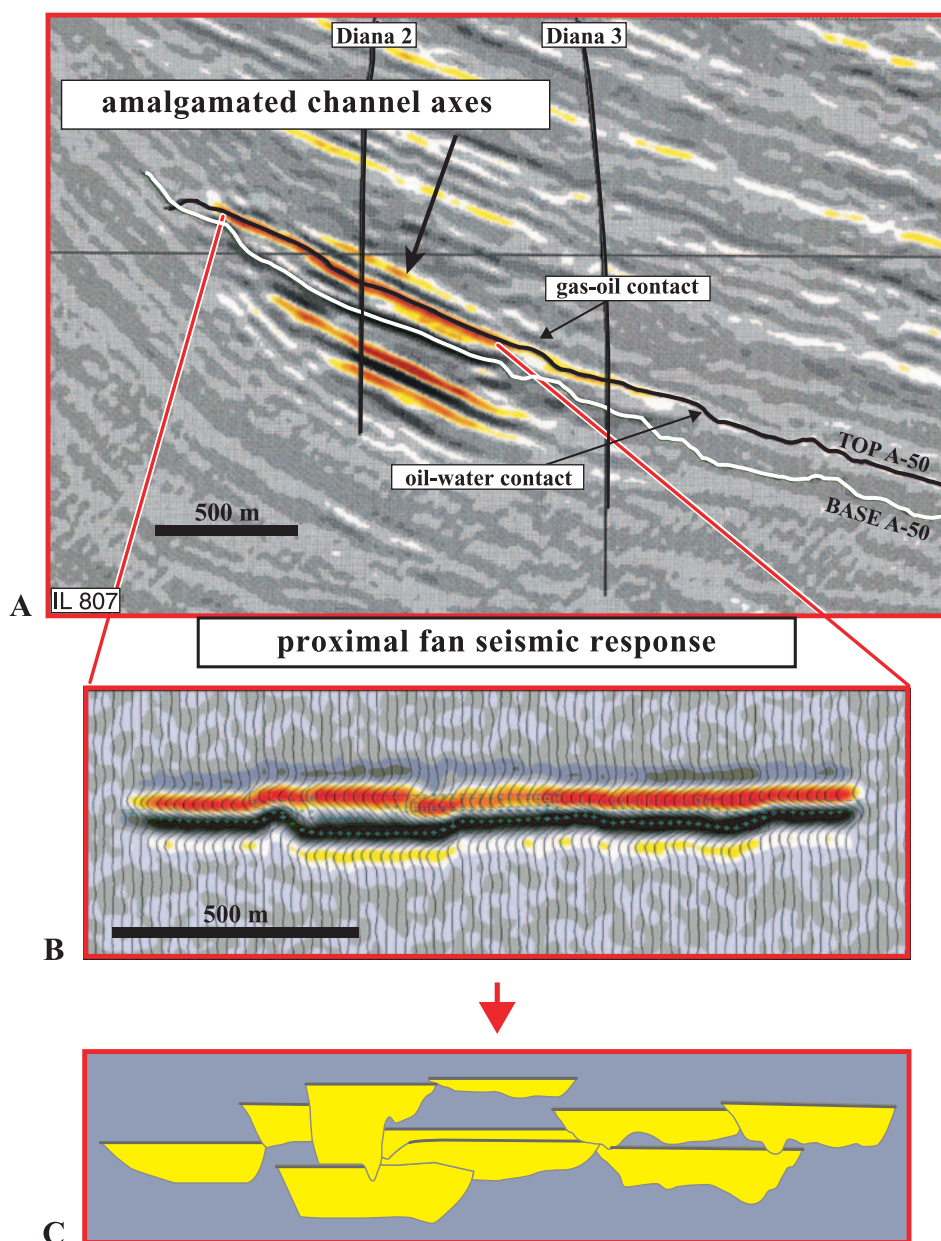 Diana 2
Diana 3
amalgamated channel axes
gas-oil contact
oil-water contact
TOP A-50
BASE A-50
500 m
A
IL 807
proximal fan seismic response
500 m
B
C